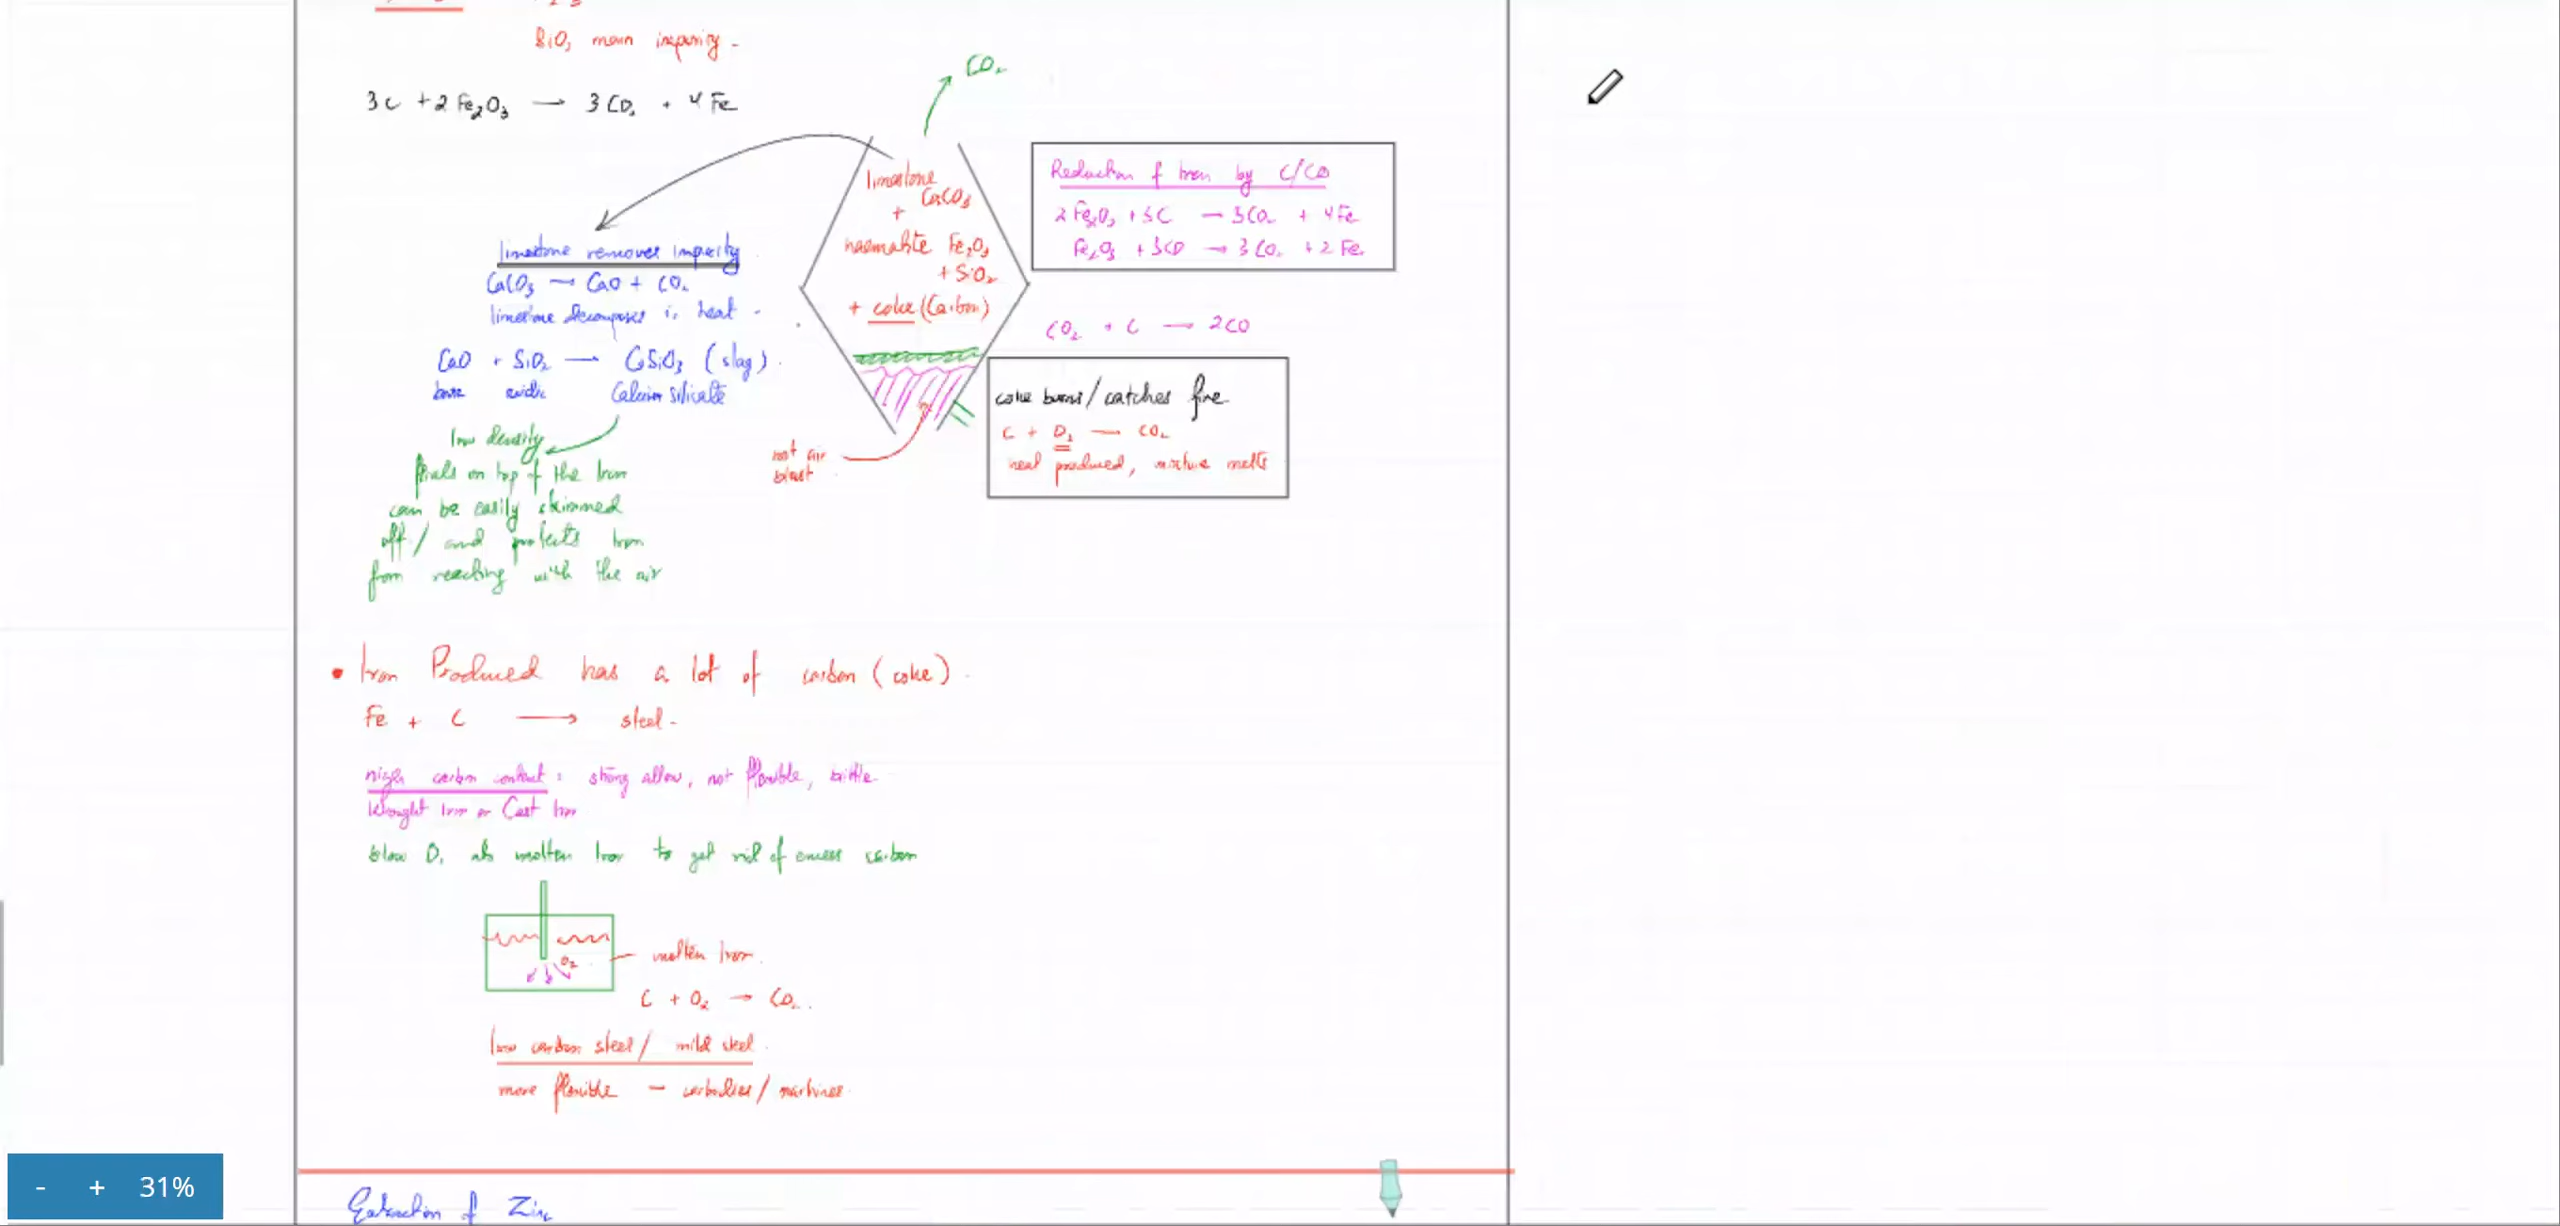 SiO₂ main impurity -
3C + 2Fe₂O₃ → 3CO₂ + 4Fe
CO₂
limestone
CaCO₃
+
haematite Fe₂O₃
+ SiO₂
+ coke (Carbon)
Reduction of Iron by C/CO
2Fe₂O₃ + 3C → 3CO₂ + 4Fe
Fe₂O₃ + 3CO → 3CO₂ + 2Fe
limestone removes impurity
CaCO₃ → CaO + CO₂
limestone decomposes in heat -
CaO + SiO₂ → CaSiO₃ (slag)
base acidic Calcium silicate
CO₂ + C → 2CO
coke burns/catches fire
C + O₂ → CO₂
heat produced, mixture melts
hot air
blast
low density
floats on top of the Iron
can be easily skimmed
off/ and protects Iron
from reacting with the air
• Iron Produced has a lot of carbon (coke)
Fe + C → steel -
high carbon content: strong alloy, not flexible, brittle
Wrought Iron or Cast Iron
blow O₂ molten Iron to get rid of excess carbon
O₂
molten Iron
C + O₂ → CO₂
low carbon steel/ mild steel
more flexible - carbodies/ machines
Extraction of Zinc
- + 31%